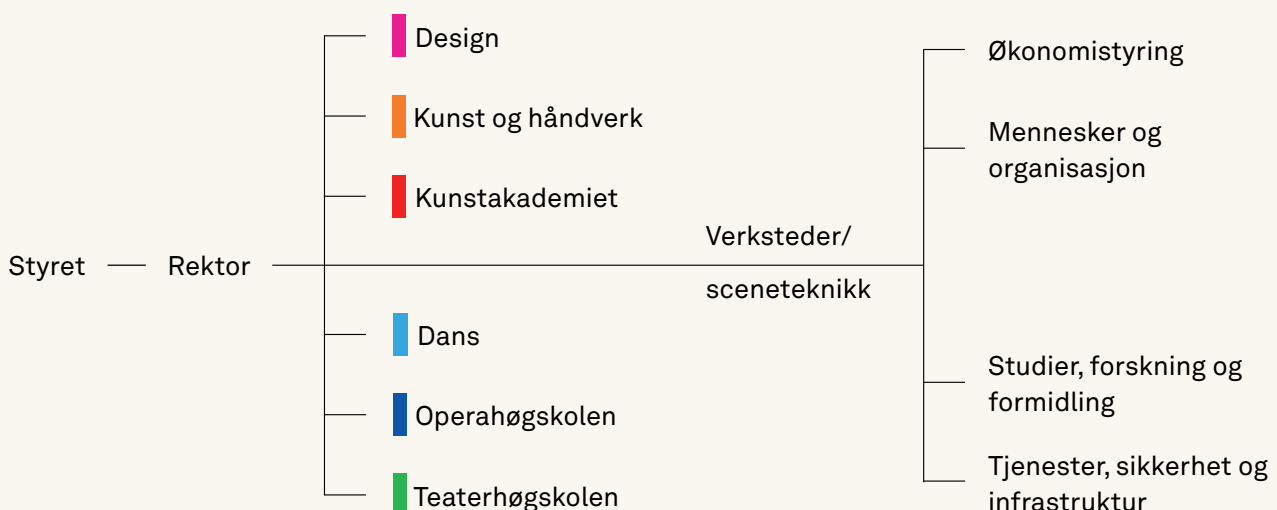 Styret
Rektor
Design
Kunst og håndverk
Kunstakademiet
Dans
Operahøgskolen
Teaterhøgskolen
Verksteder/
sceneteknikk
Økonomistyring
Mennesker og
organisasjon
Studier, forskning og
formidling
Tjenester, sikkerhet og
infrastruktur